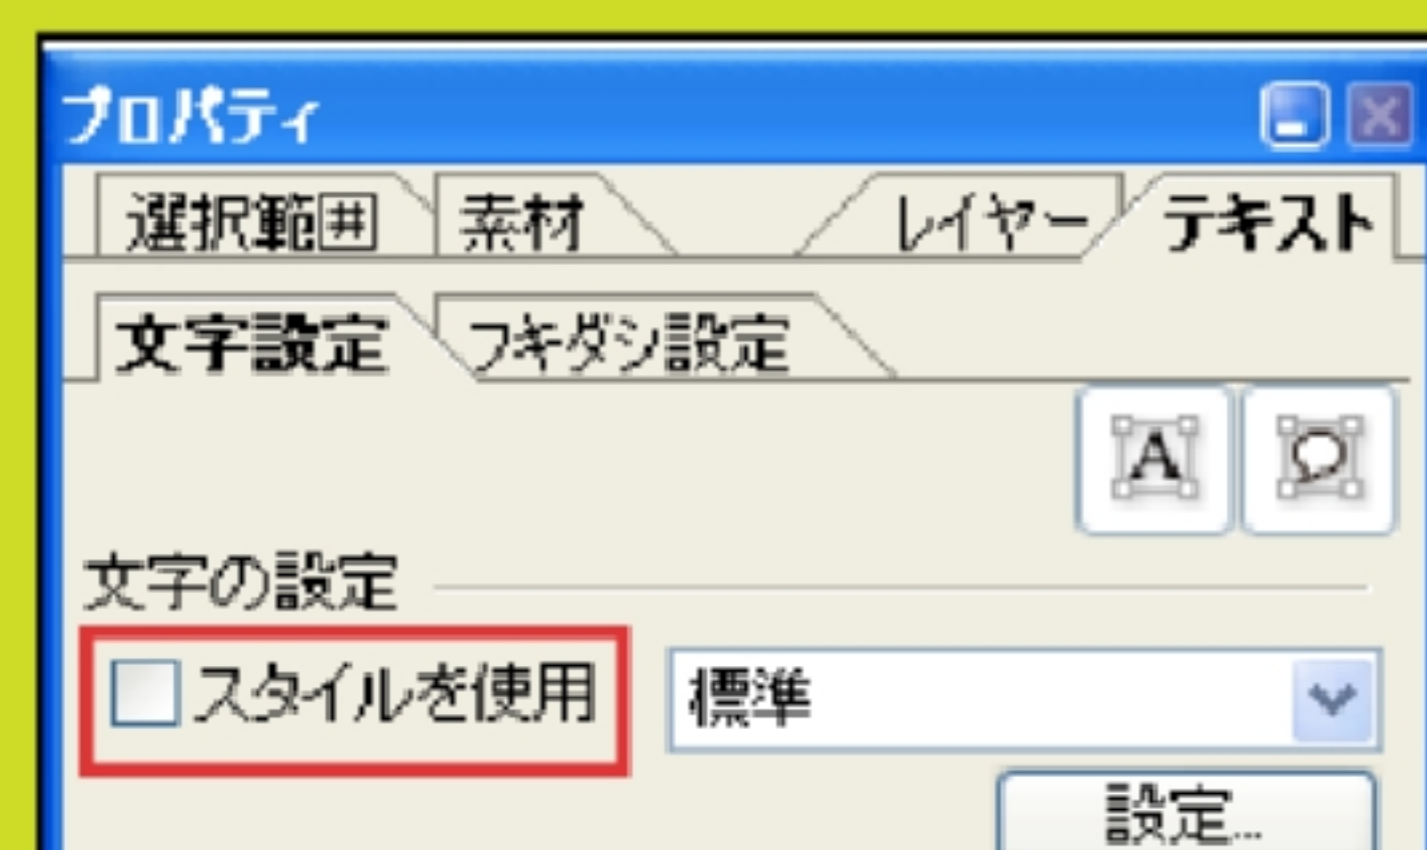 プロパティ
選択範囲 素材 レイヤー テキスト
文字設定 フキダシ設定
A
文字の設定
スタイルを使用 標準
設定...